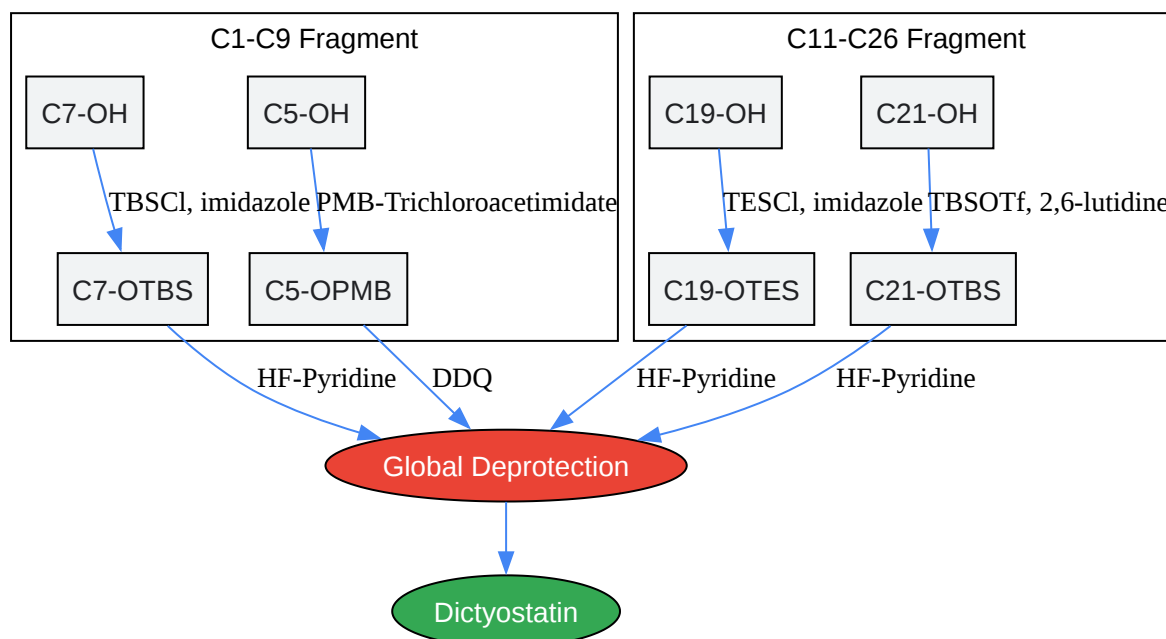 C1-C9 Fragment
C11-C26 Fragment
C7-OH
C5-OH
C19-OH
C21-OH
TBSCl, imidazole
PMB-Trichloroacetimidate
TESCl, imidazole
TBSOTf, 2,6-lutidine
C7-OTBS
C5-OPMB
C19-OTES
C21-OTBS
HF-Pyridine
DDQ
HF-Pyridine
HF-Pyridine
Global Deprotection
Dictyostatin